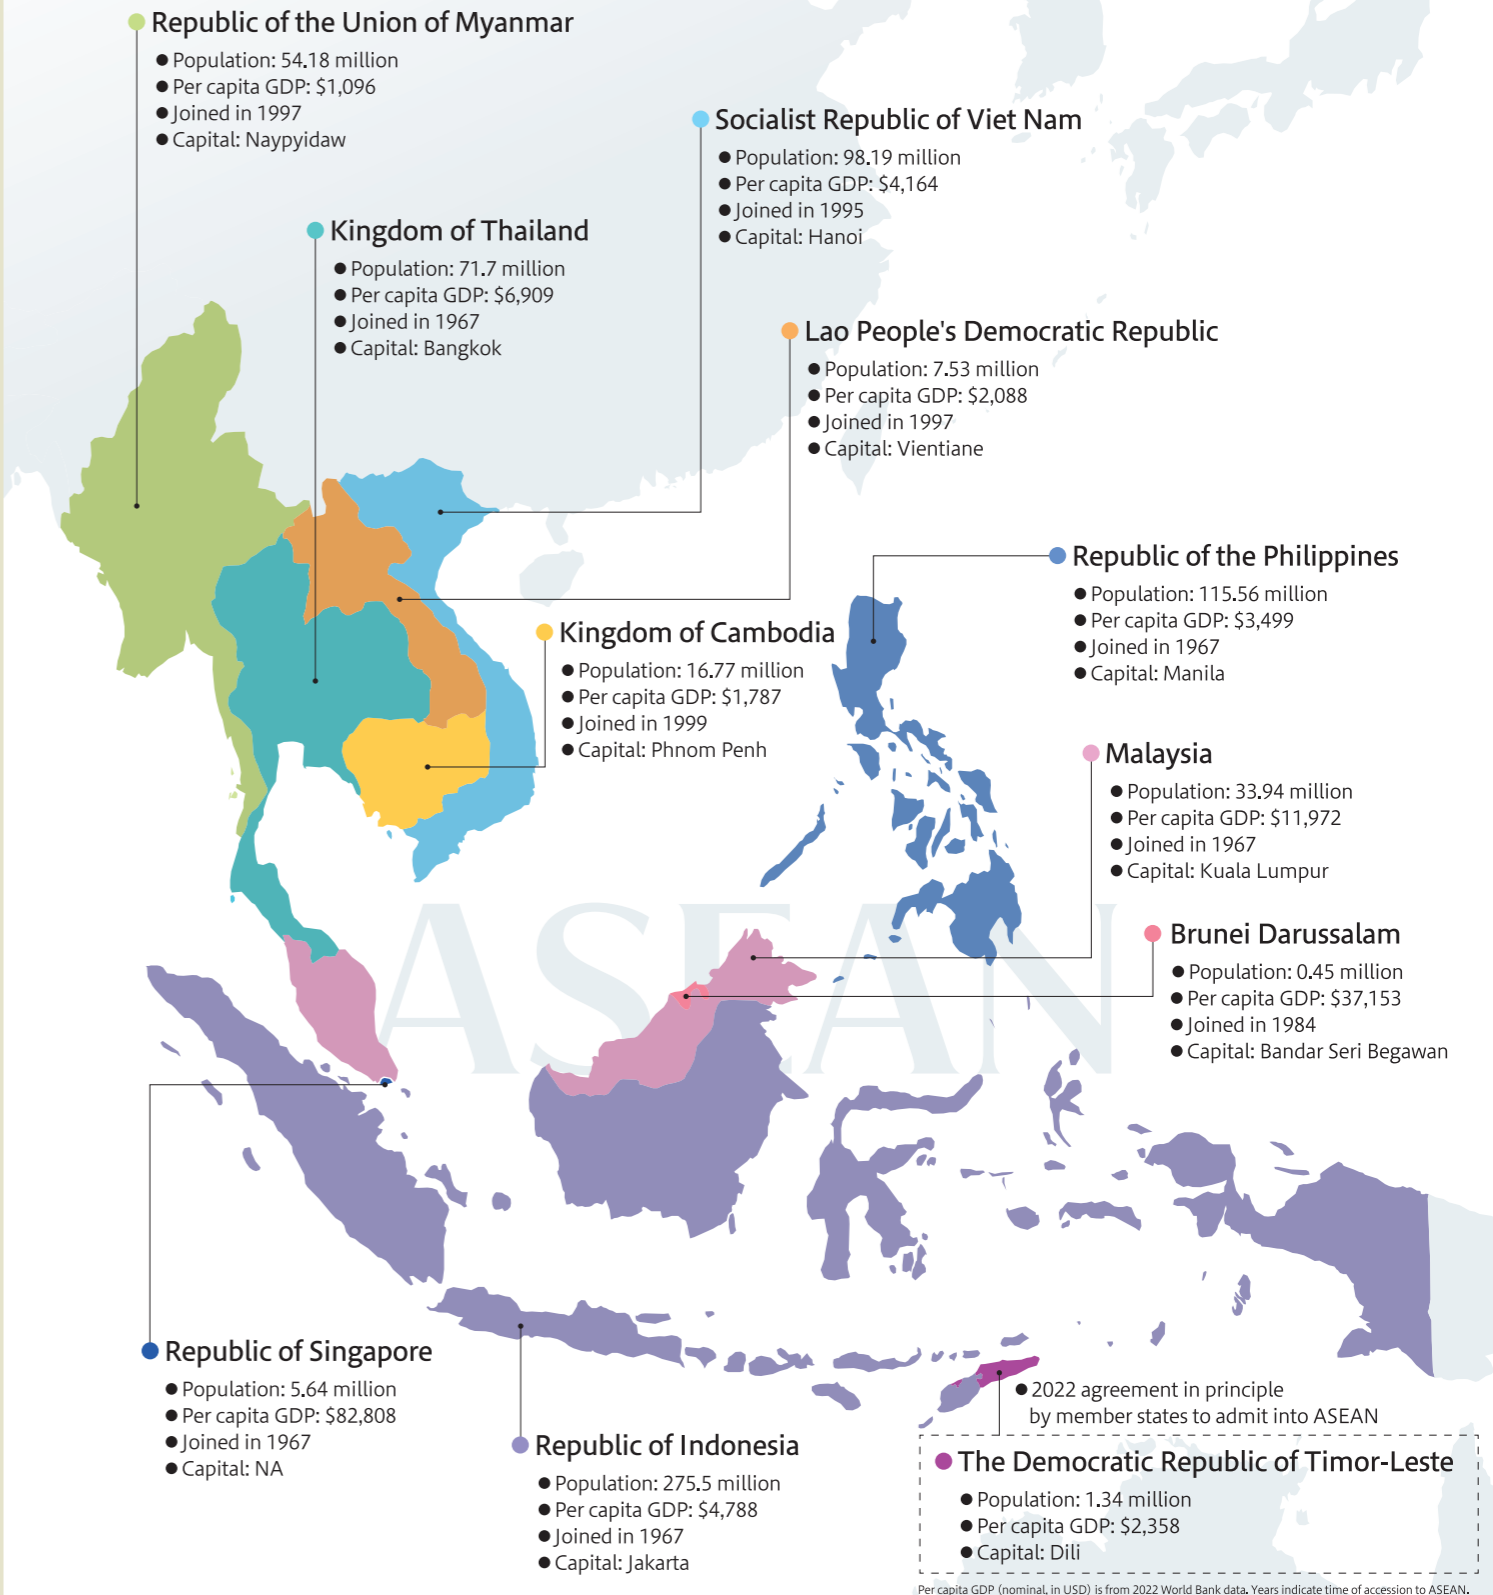 Republic of the Union of Myanmar
● Population: 54.18 million
● Per capita GDP: $1,096
● Joined in 1997
● Capital: Naypyidaw
Socialist Republic of Viet Nam
● Population: 98.19 million
● Per capita GDP: $4,164
● Joined in 1995
● Capital: Hanoi
Kingdom of Thailand
● Population: 71.7 million
● Per capita GDP: $6,909
● Joined in 1967
● Capital: Bangkok
Lao People's Democratic Republic
● Population: 7.53 million
● Per capita GDP: $2,088
● Joined in 1997
● Capital: Vientiane
Republic of the Philippines
● Population: 115.56 million
● Per capita GDP: $3,499
● Joined in 1967
● Capital: Manila
Kingdom of Cambodia
● Population: 16.77 million
● Per capita GDP: $1,787
● Joined in 1999
● Capital: Phnom Penh
Malaysia
● Population: 33.94 million
● Per capita GDP: $11,972
● Joined in 1967
● Capital: Kuala Lumpur
ASEAN
Brunei Darussalam
● Population: 0.45 million
● Per capita GDP: $37,153
● Joined in 1984
● Capital: Bandar Seri Begawan
Republic of Singapore
● Population: 5.64 million
● Per capita GDP: $82,808
● Joined in 1967
● Capital: NA
Republic of Indonesia
● Population: 275.5 million
● Per capita GDP: $4,788
● Joined in 1967
● Capital: Jakarta
● 2022 agreement in principle
by member states to admit into ASEAN
The Democratic Republic of Timor-Leste
● Population: 1.34 million
● Per capita GDP: $2,358
● Capital: Dili
Per capita GDP (nominal, in USD) is from 2022 World Bank data. Years indicate time of accession to ASEAN.